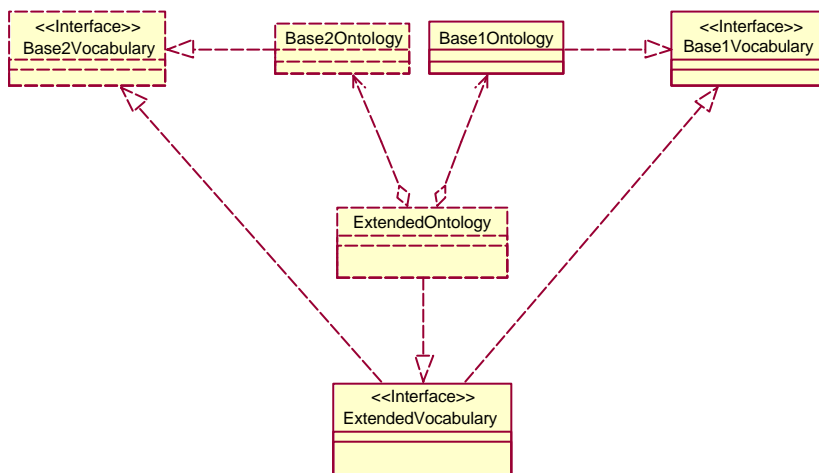 <<Interface>>
Base2Vocabulary
Base2Ontology
Base1Ontology
<<Interface>>
Base1Vocabulary
ExtendedOntology
<<Interface>>
ExtendedVocabulary